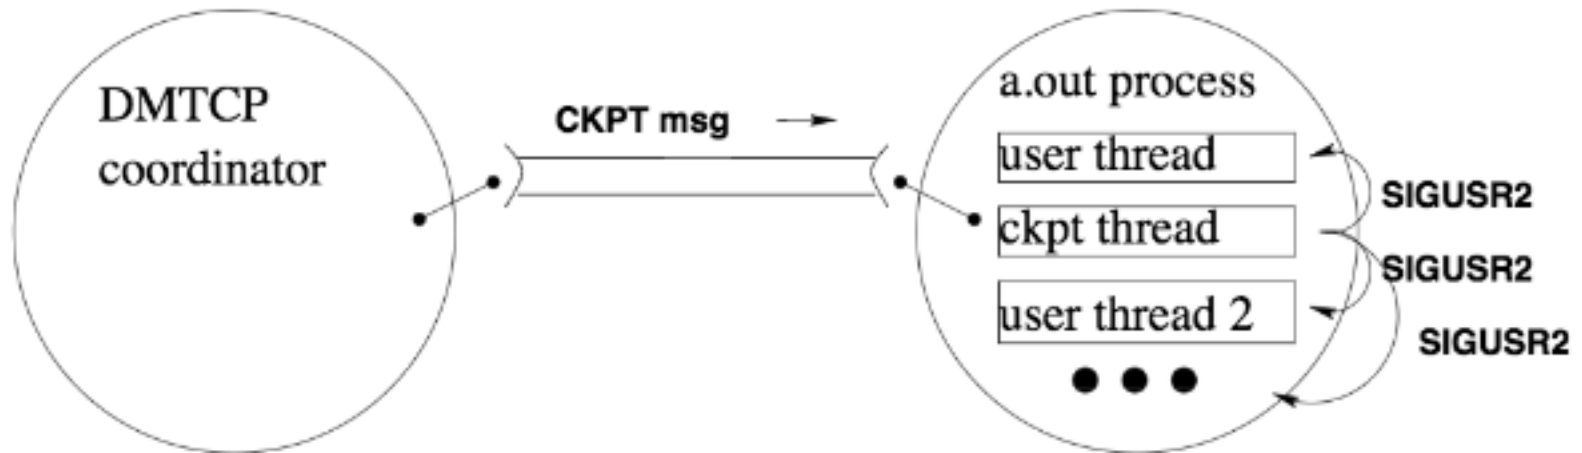 DMTCP
coordinator
CKPT msg
a.out process
user thread
ckpt thread
user thread 2
SIGUSR2
SIGUSR2
SIGUSR2